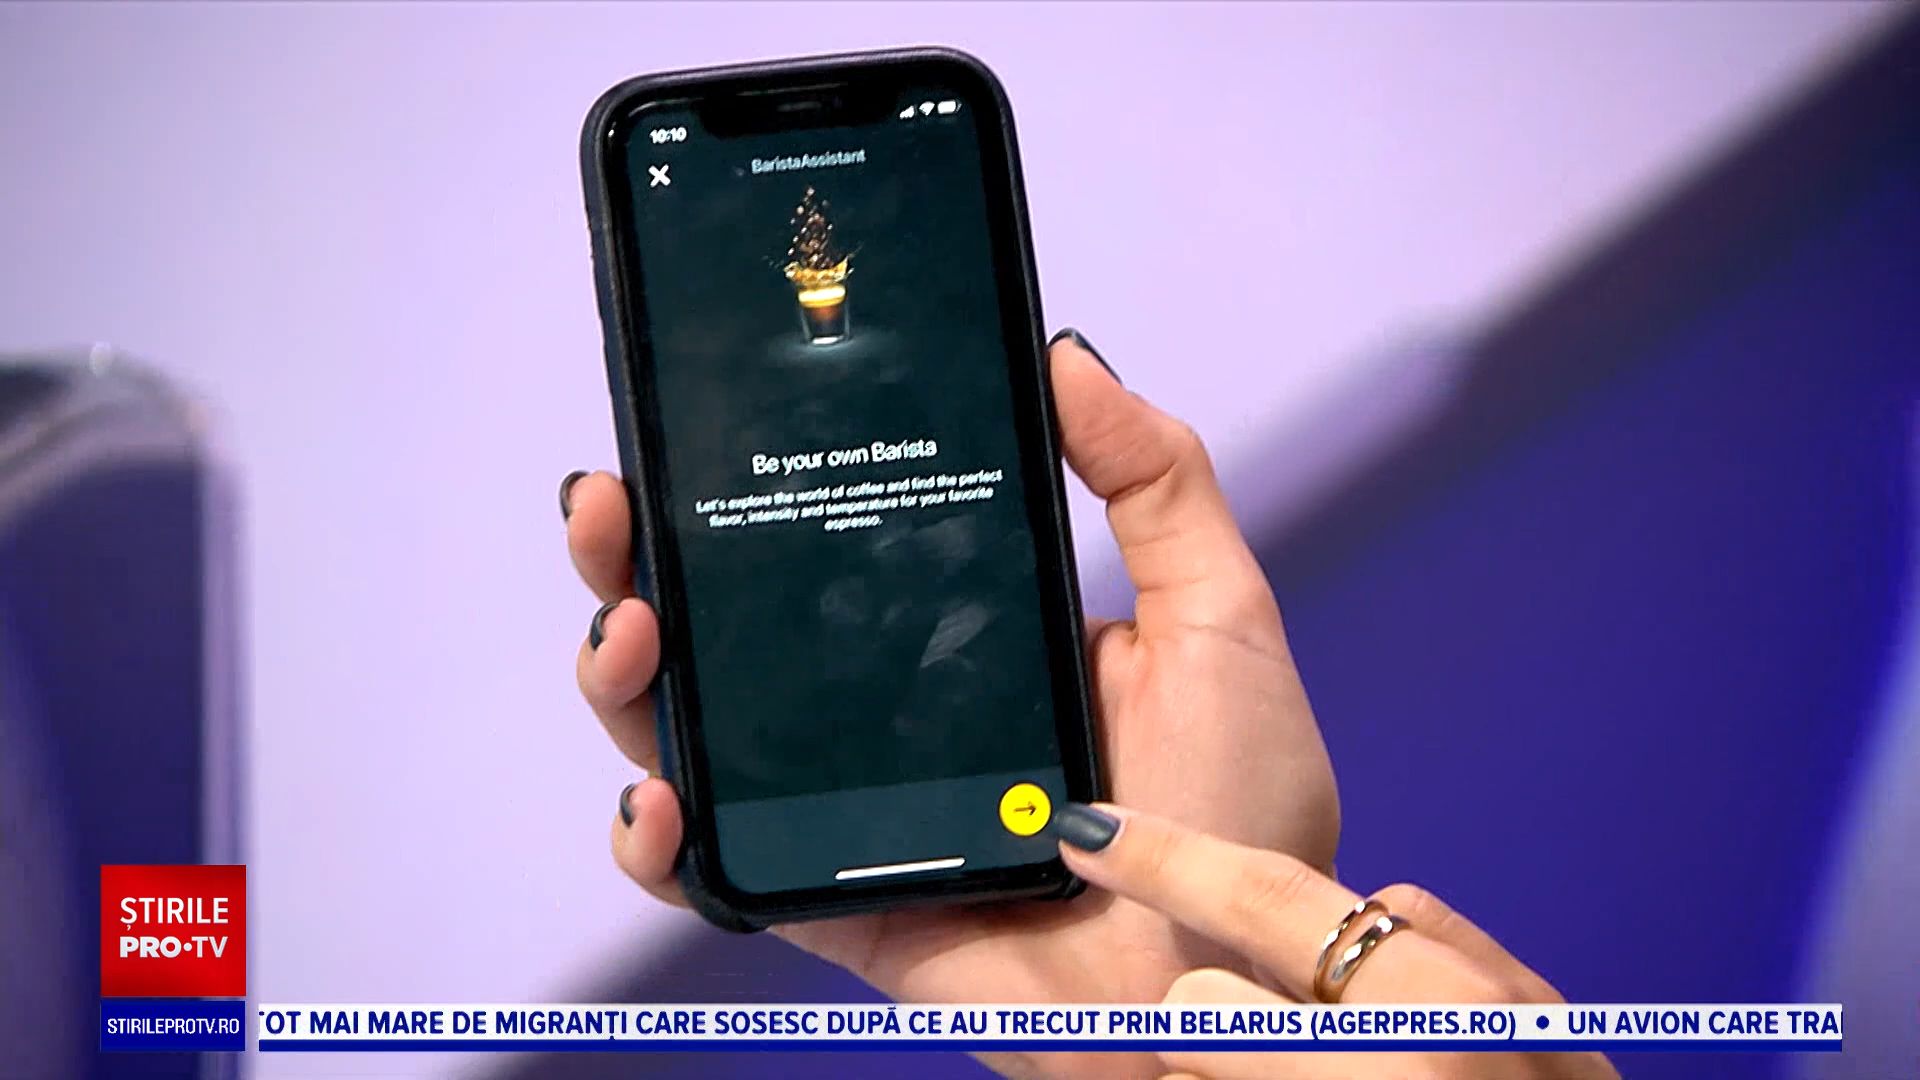 10:10
BaristaAssistant
Be your own Barista
Let's explore the world of coffee and find the perfect
flavor, intensity and temperature for your favorite
espresso.
ȘTIRILE
PRO•TV
STIRILEPROTV.RO
TOT MAI MARE DE MIGRANȚI CARE SOSESC DUPĂ CE AU TRECUT PRIN BELARUS (AGERPRES.RO) • UN AVION CARE TRA